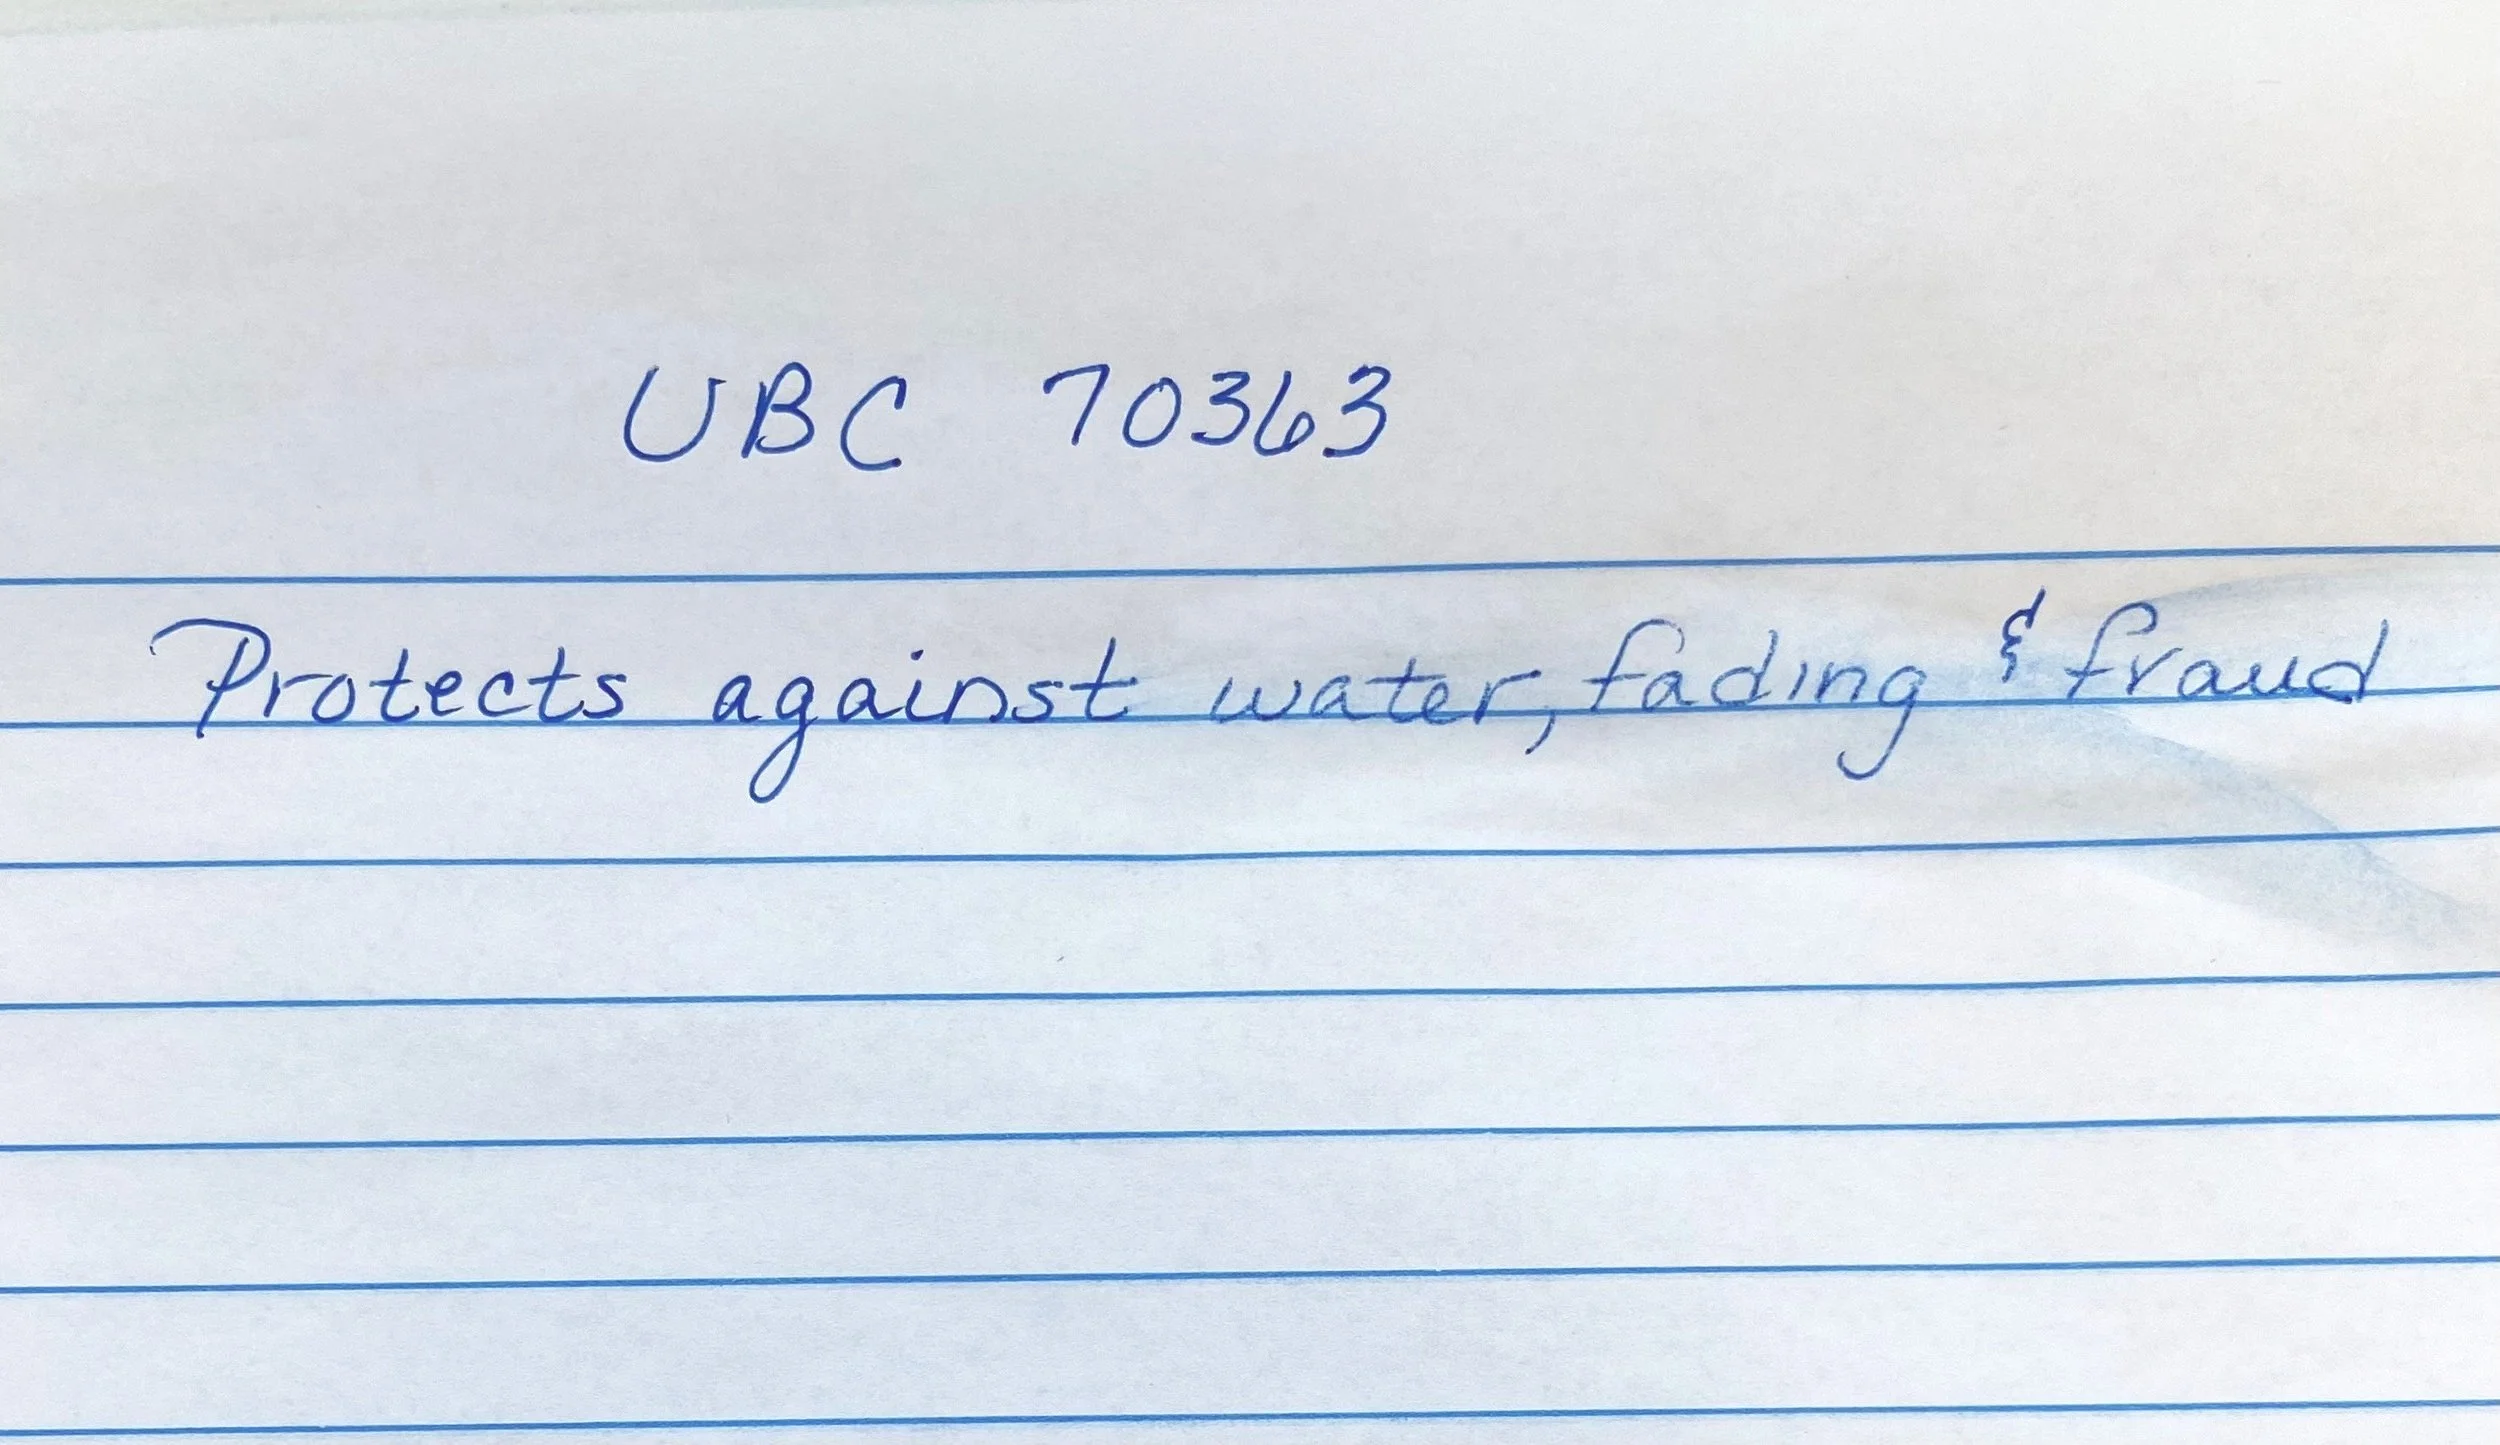 UBC 70363
Protects against water, fading & fraud